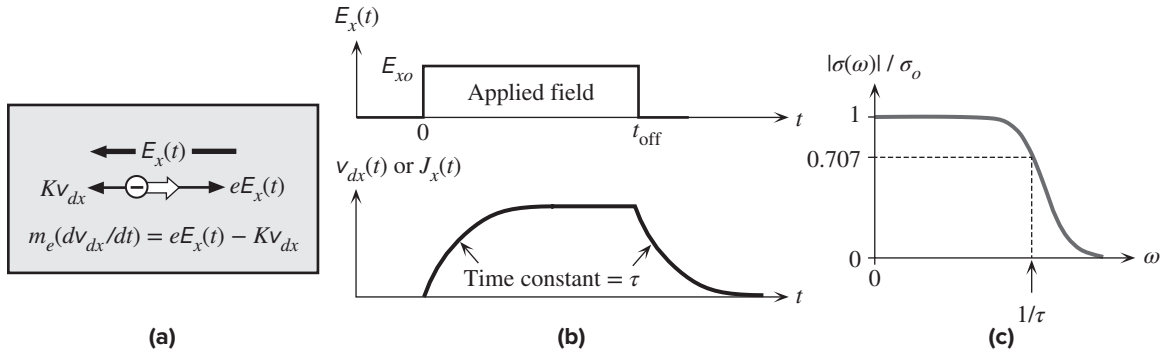 E_x(t)
Kv_dx
eE_x(t)
m_e(dv_dx/dt) = eE_x(t) − Kv_dx
(a)
E_x(t)
E_xo
Applied field
0
t_off
t
v_dx(t) or J_x(t)
Time constant = τ
t
(b)
|σ(ω)| / σ_o
1
0.707
0
0
ω
1/τ
(c)